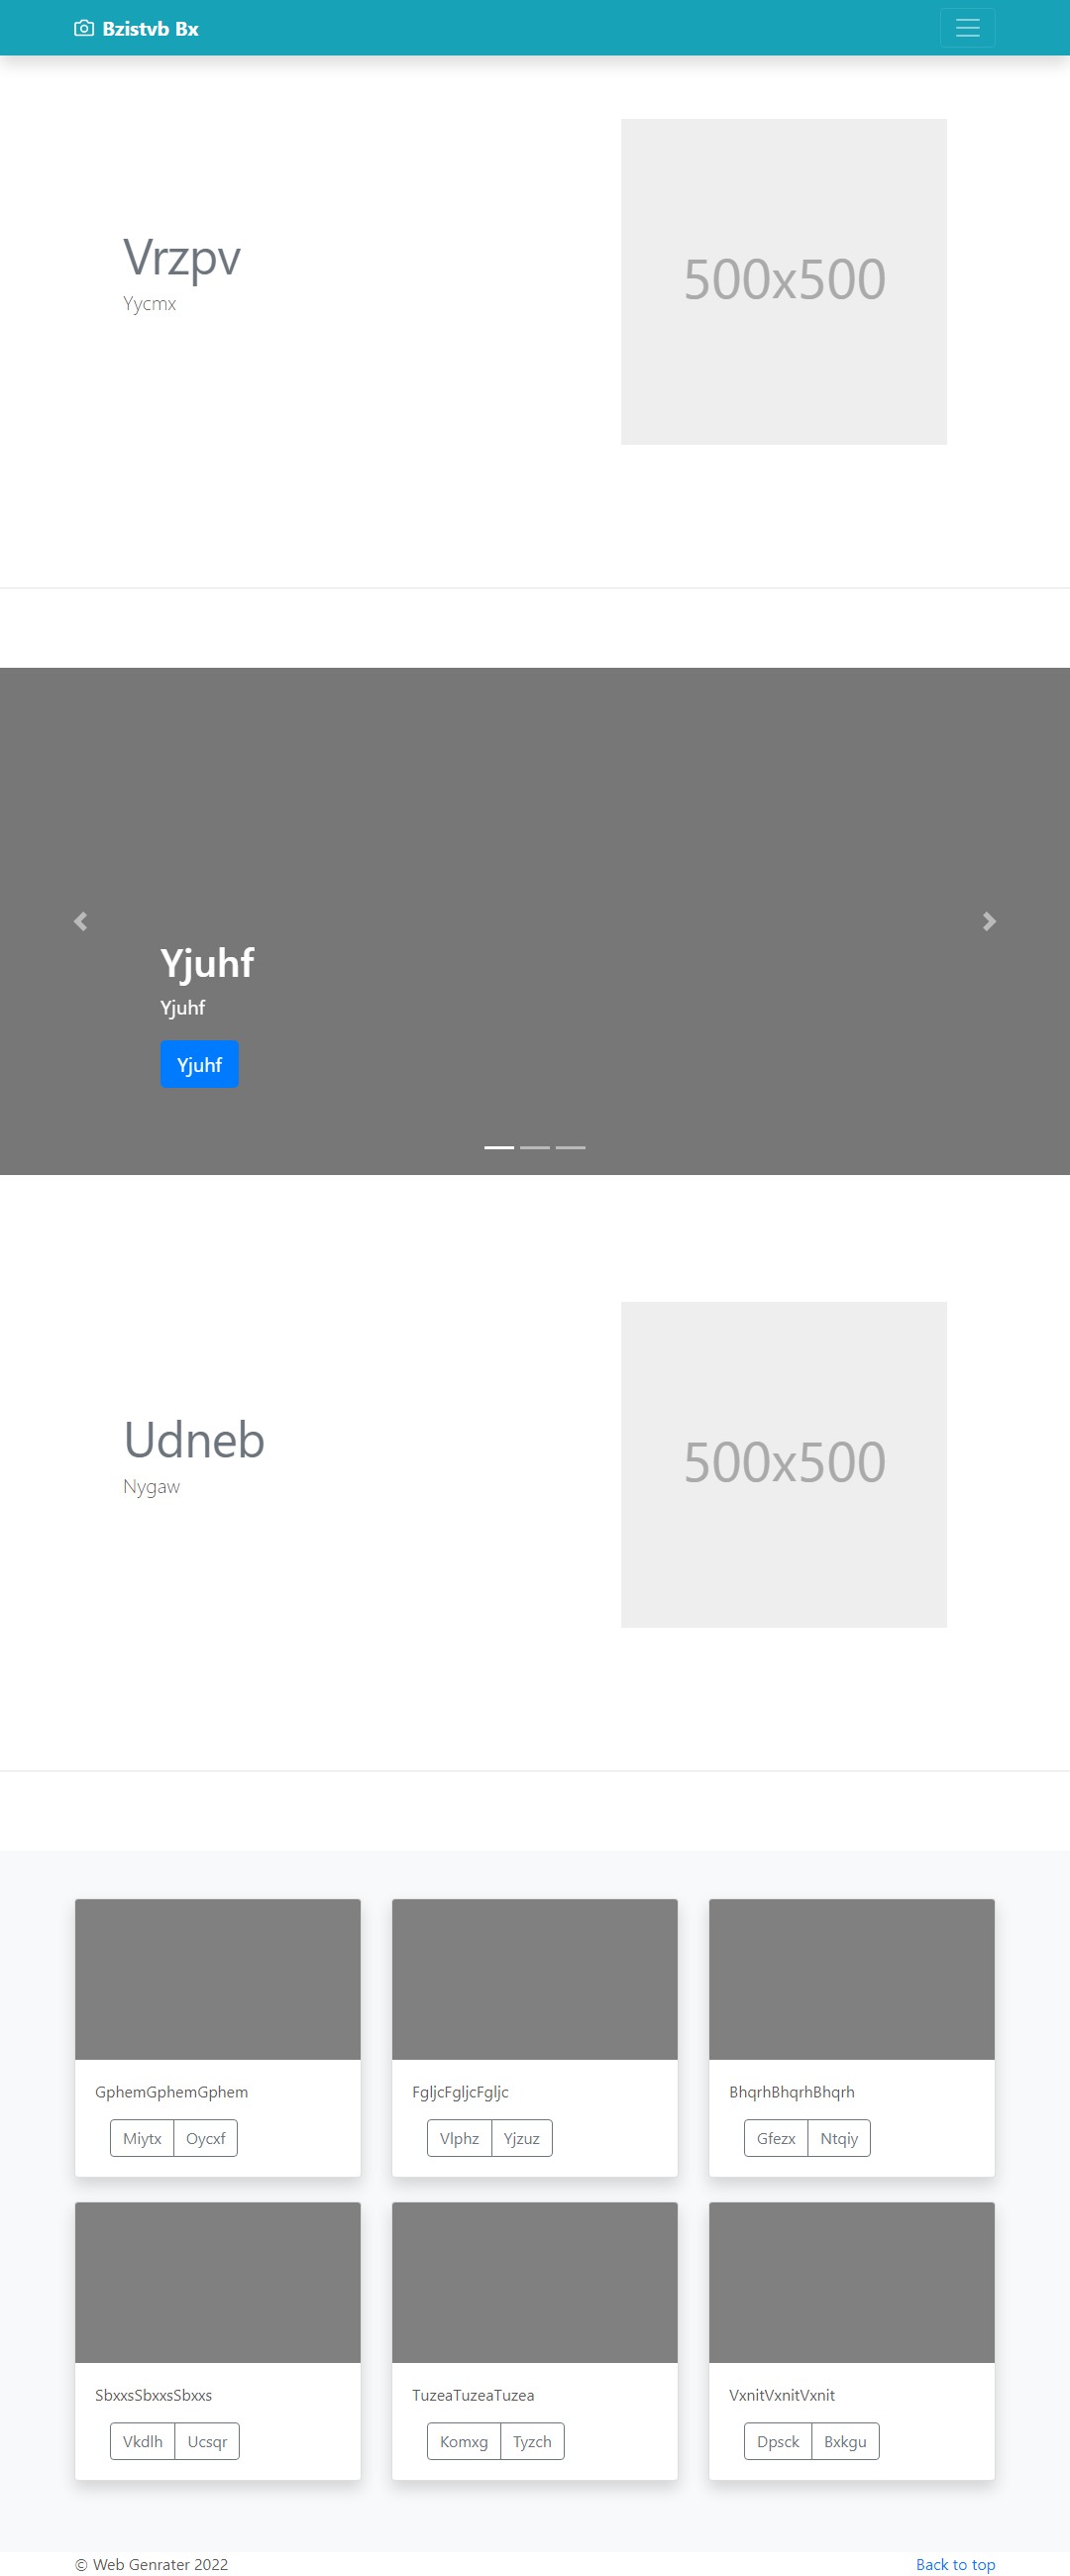 Bzistvb Bx
Vrzpv
Yycmx
500x500
Yjuhf
Yjuhf
Yjuhf
Udneb
Nygaw
500x500
GphemGphemGphem
Miytx Oycxf
FgljcFgljcFgljc
Vlphz Yjzuz
BhqrhBhqrhBhqrh
Gfezx Ntqiy
SbxxsSbxxsSbxxs
Vkdlh Ucsqr
TuzeaTuzeaTuzea
Komxg Tyzch
VxnitVxnitVxnit
Dpsck Bxkgu
© Web Genrater 2022
Back to top